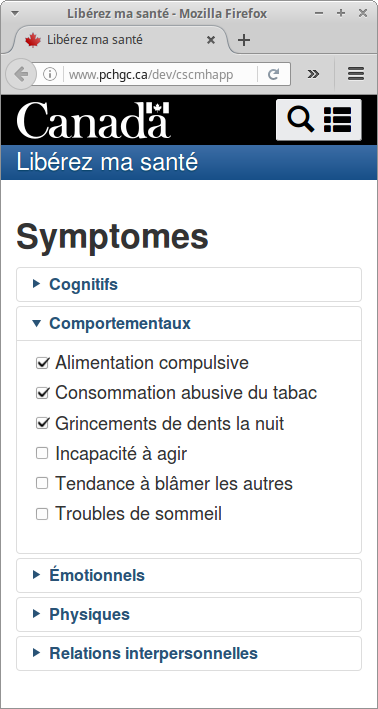 Libérez ma santé - Mozilla Firefox
Libérez ma santé
www.pchgc.ca/dev/cscmhapp
Canada
Libérez ma santé
Symptomes
Cognitifs
Comportementaux
Alimentation compulsive
Consommation abusive du tabac
Grincements de dents la nuit
Incapacité à agir
Tendance à blâmer les autres
Troubles de sommeil
Émotionnels
Physiques
Relations interpersonnelles